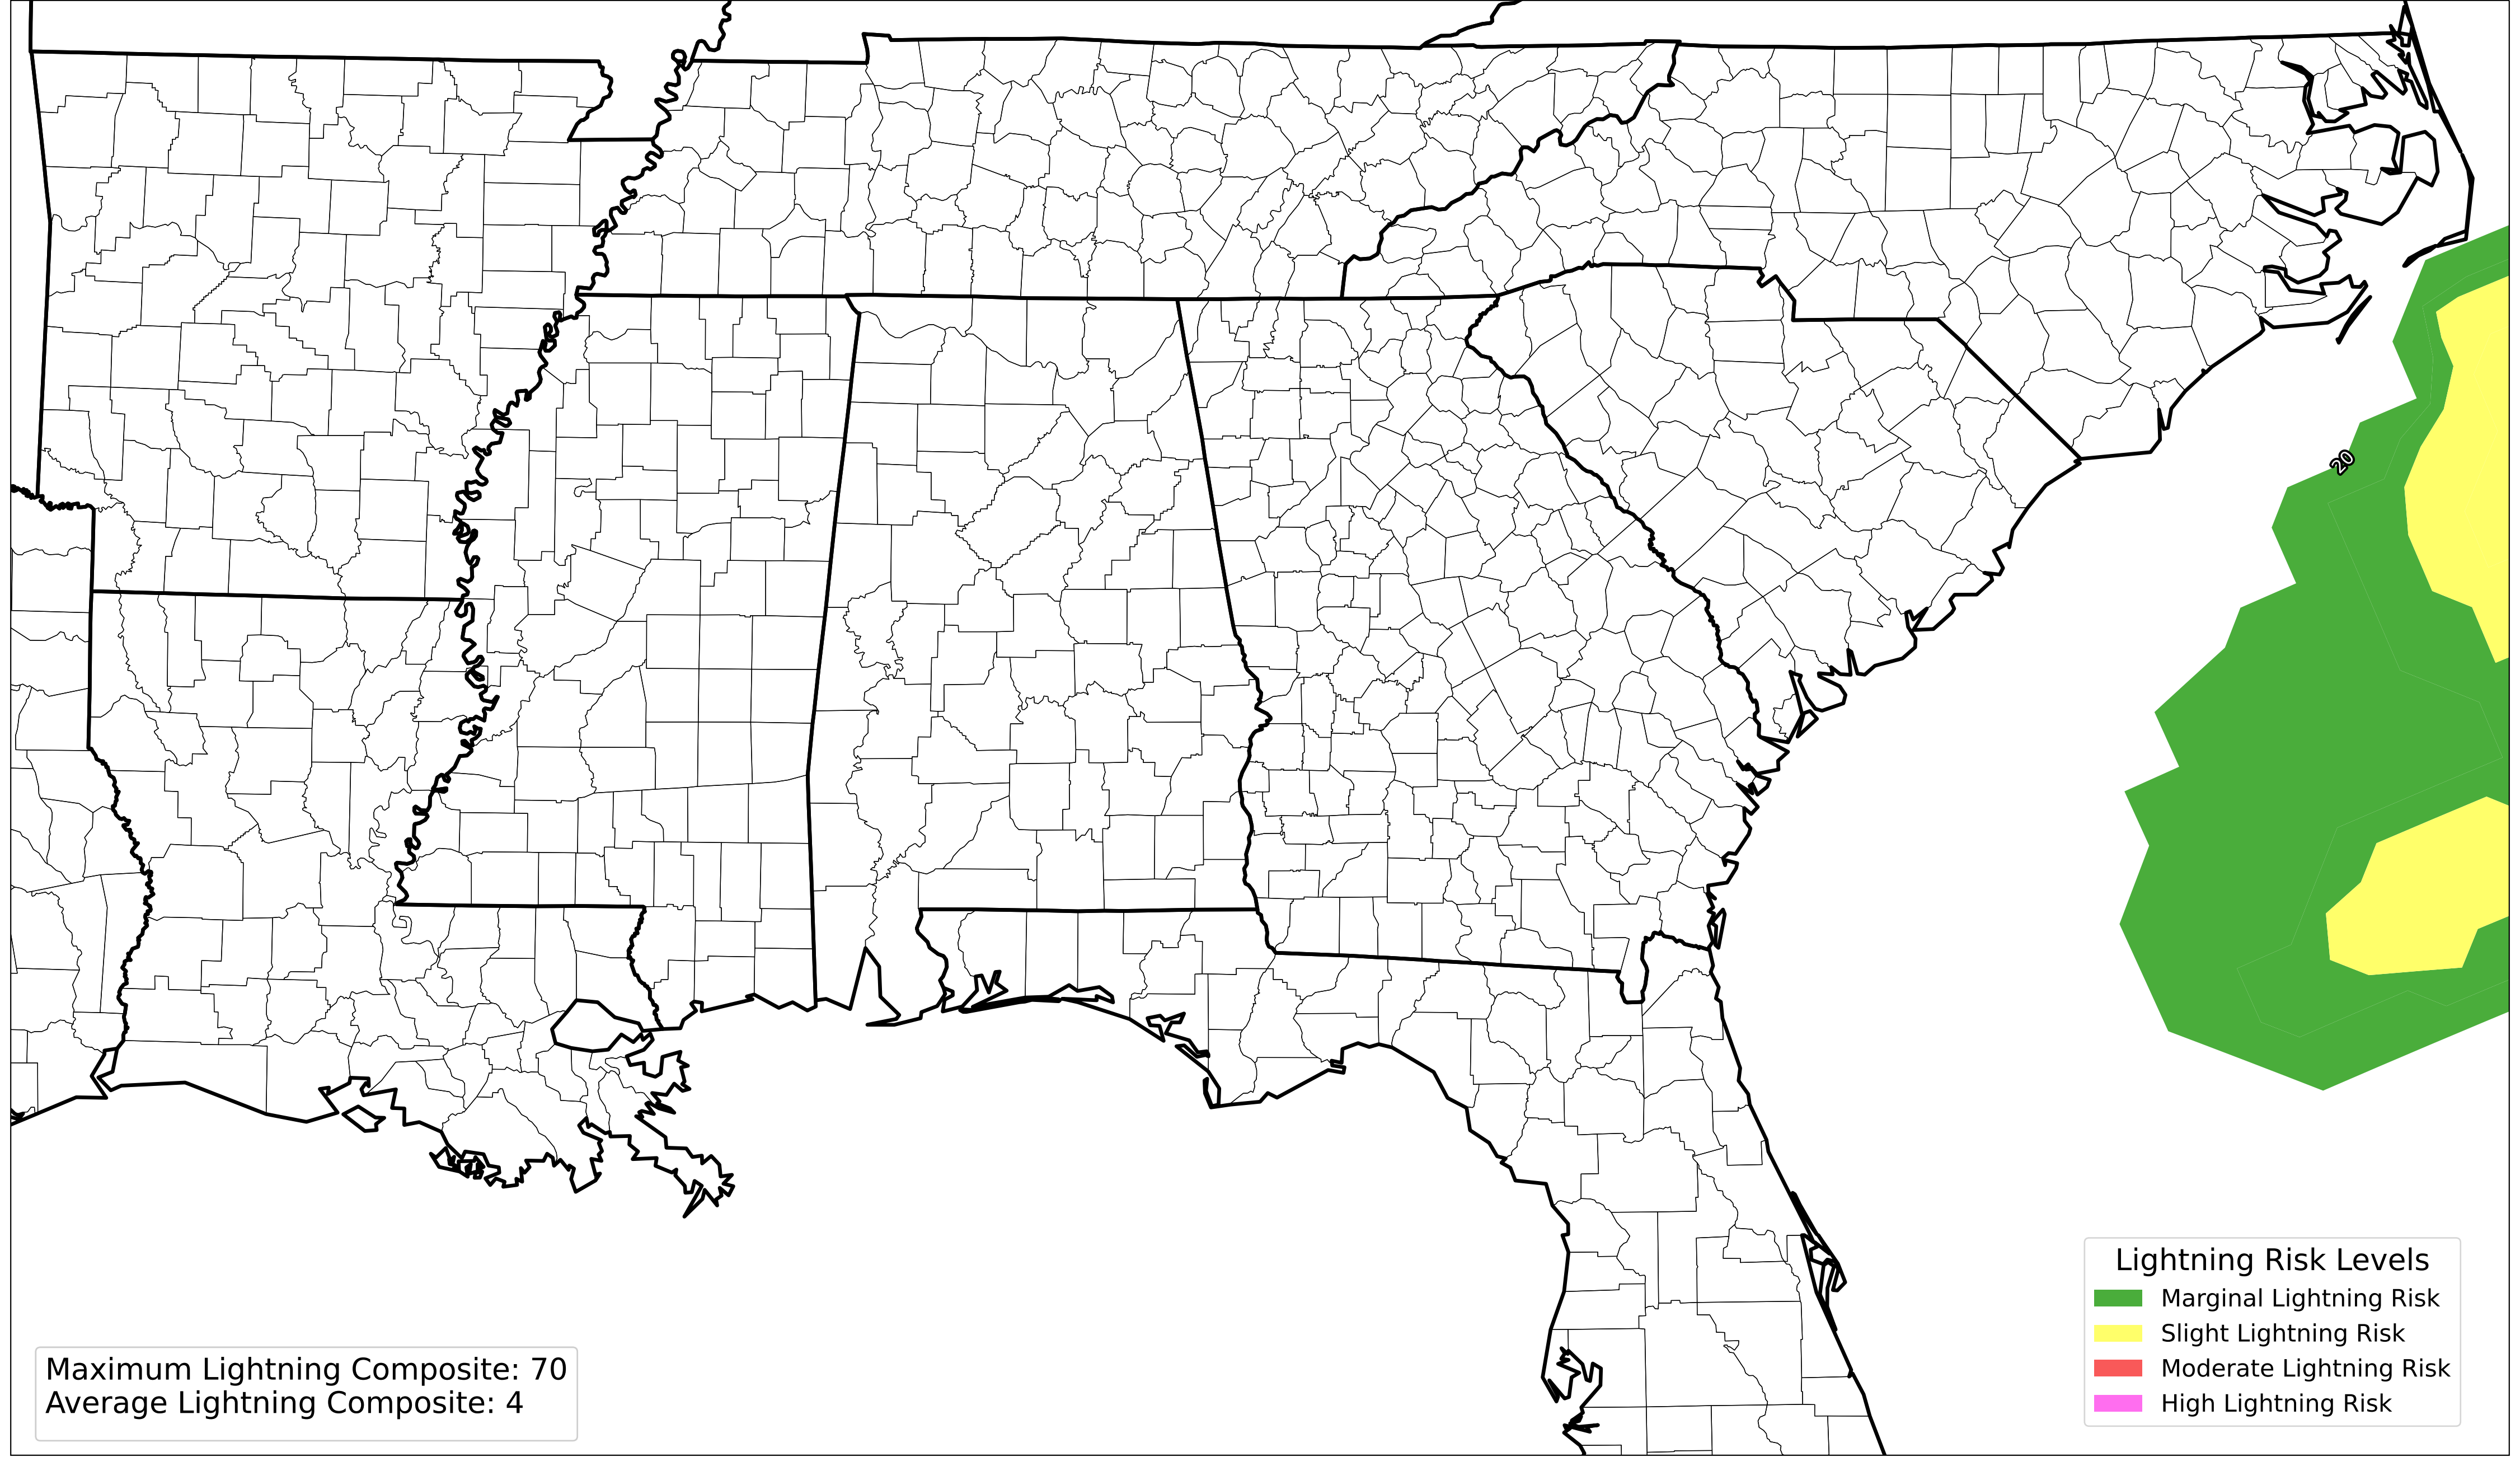 20
Lightning Risk Levels
Marginal Lightning Risk
Slight Lightning Risk
Moderate Lightning Risk
High Lightning Risk
Maximum Lightning Composite: 70
Average Lightning Composite: 4